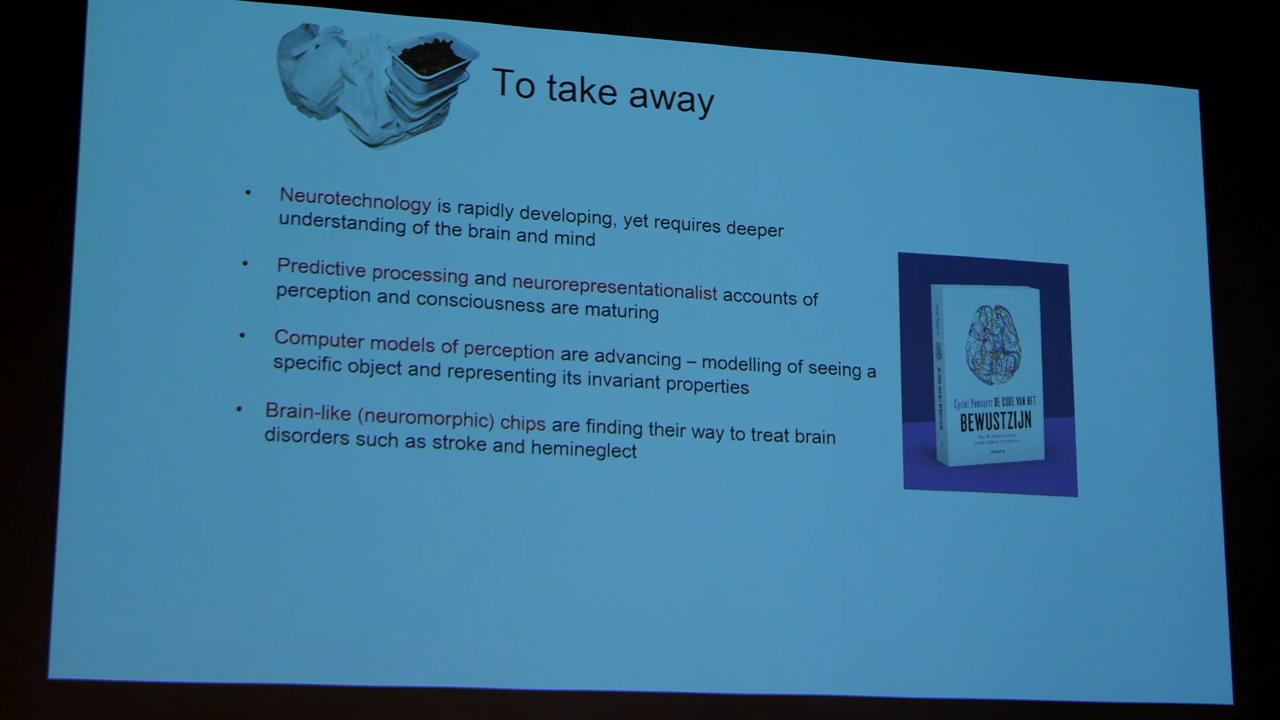 To take away
• Neurotechnology is rapidly developing, yet requires deeper
understanding of the brain and mind
• Predictive processing and neurorepresentationalist accounts of
perception and consciousness are maturing
• Computer models of perception are advancing – modelling of seeing a
specific object and representing its invariant properties
• Brain-like (neuromorphic) chips are finding their way to treat brain
disorders such as stroke and hemineglect
Cyriel Pennartz DE CODE VAN HET
BEWUSTZIJN